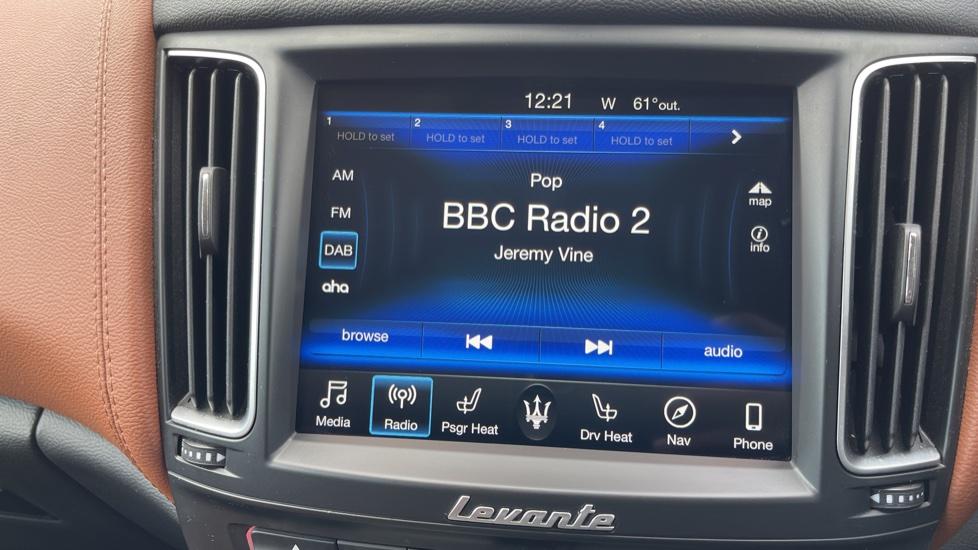 12:21 W 61°out.
1 HOLD to set 2 HOLD to set 3 HOLD to set 4 HOLD to set
AM
FM
DAB
aha
Pop
BBC Radio 2
Jeremy Vine
map
info
browse audio
Media Radio Psgr Heat Drv Heat Nav Phone
Levante